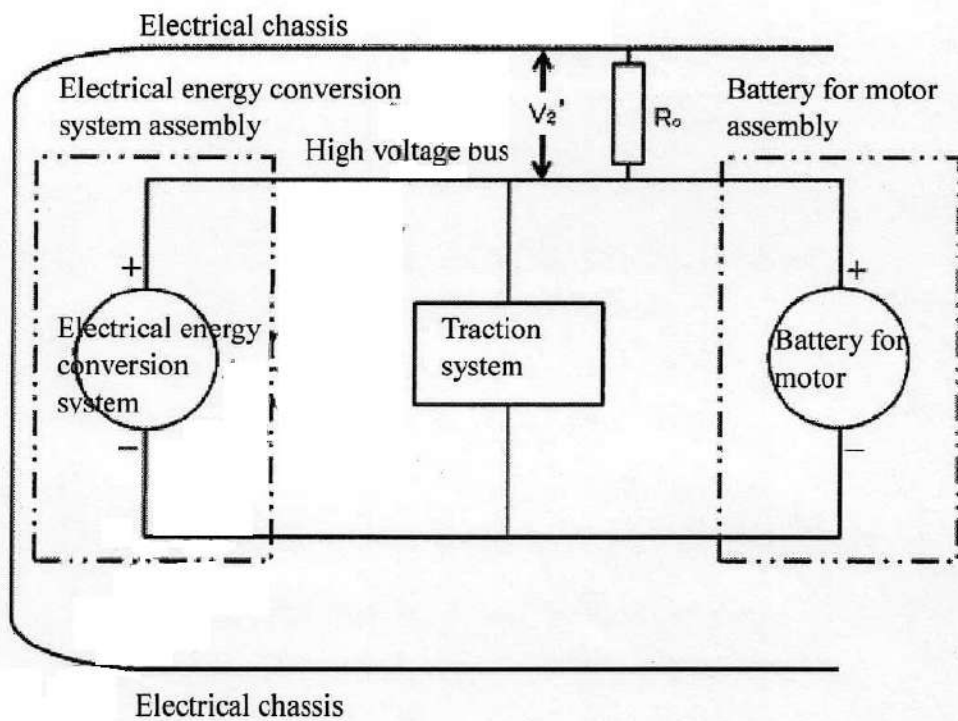 Electrical chassis
Electrical energy conversion
system assembly
V₂'
R₀
Battery for motor
assembly
High voltage bus
+
+
Electrical energy
conversion
system
Traction
system
Battery for
motor
−
−
Electrical chassis